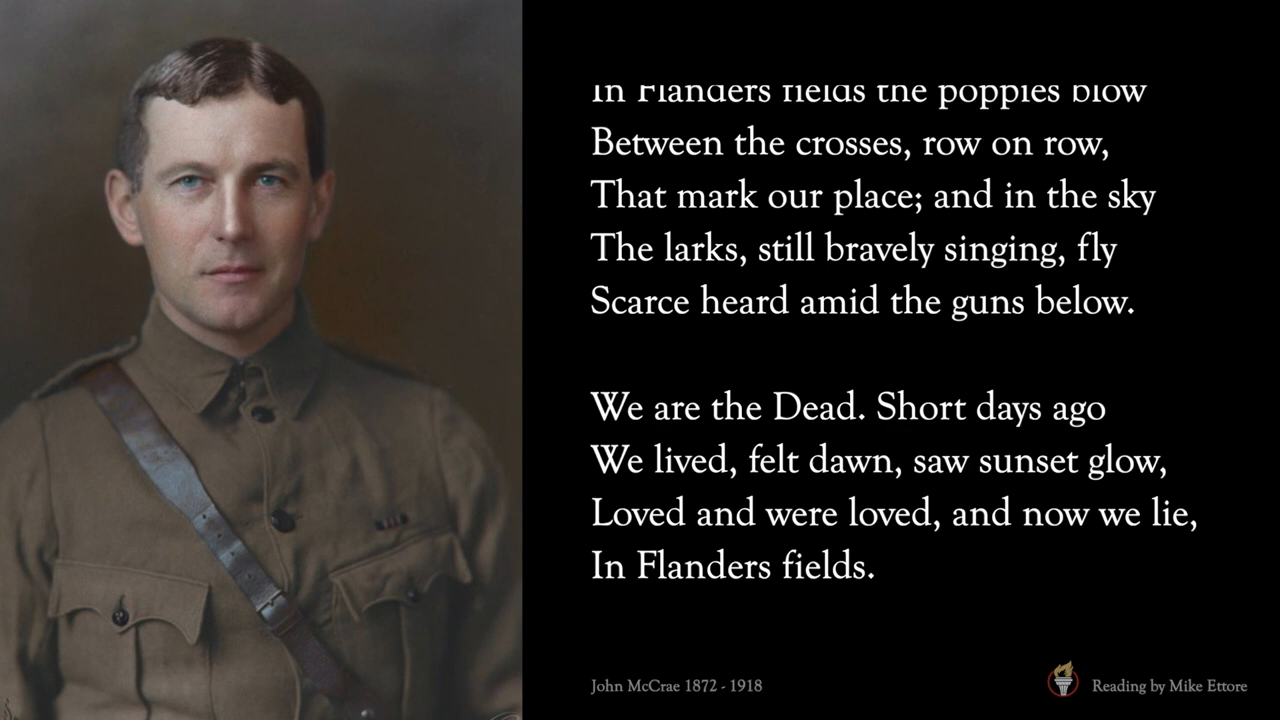 In Flanders fields the poppies blow
Between the crosses, row on row,
That mark our place; and in the sky
The larks, still bravely singing, fly
Scarce heard amid the guns below.
We are the Dead. Short days ago
We lived, felt dawn, saw sunset glow,
Loved and were loved, and now we lie,
In Flanders fields.
John McCrae 1872 - 1918
Reading by Mike Ettore